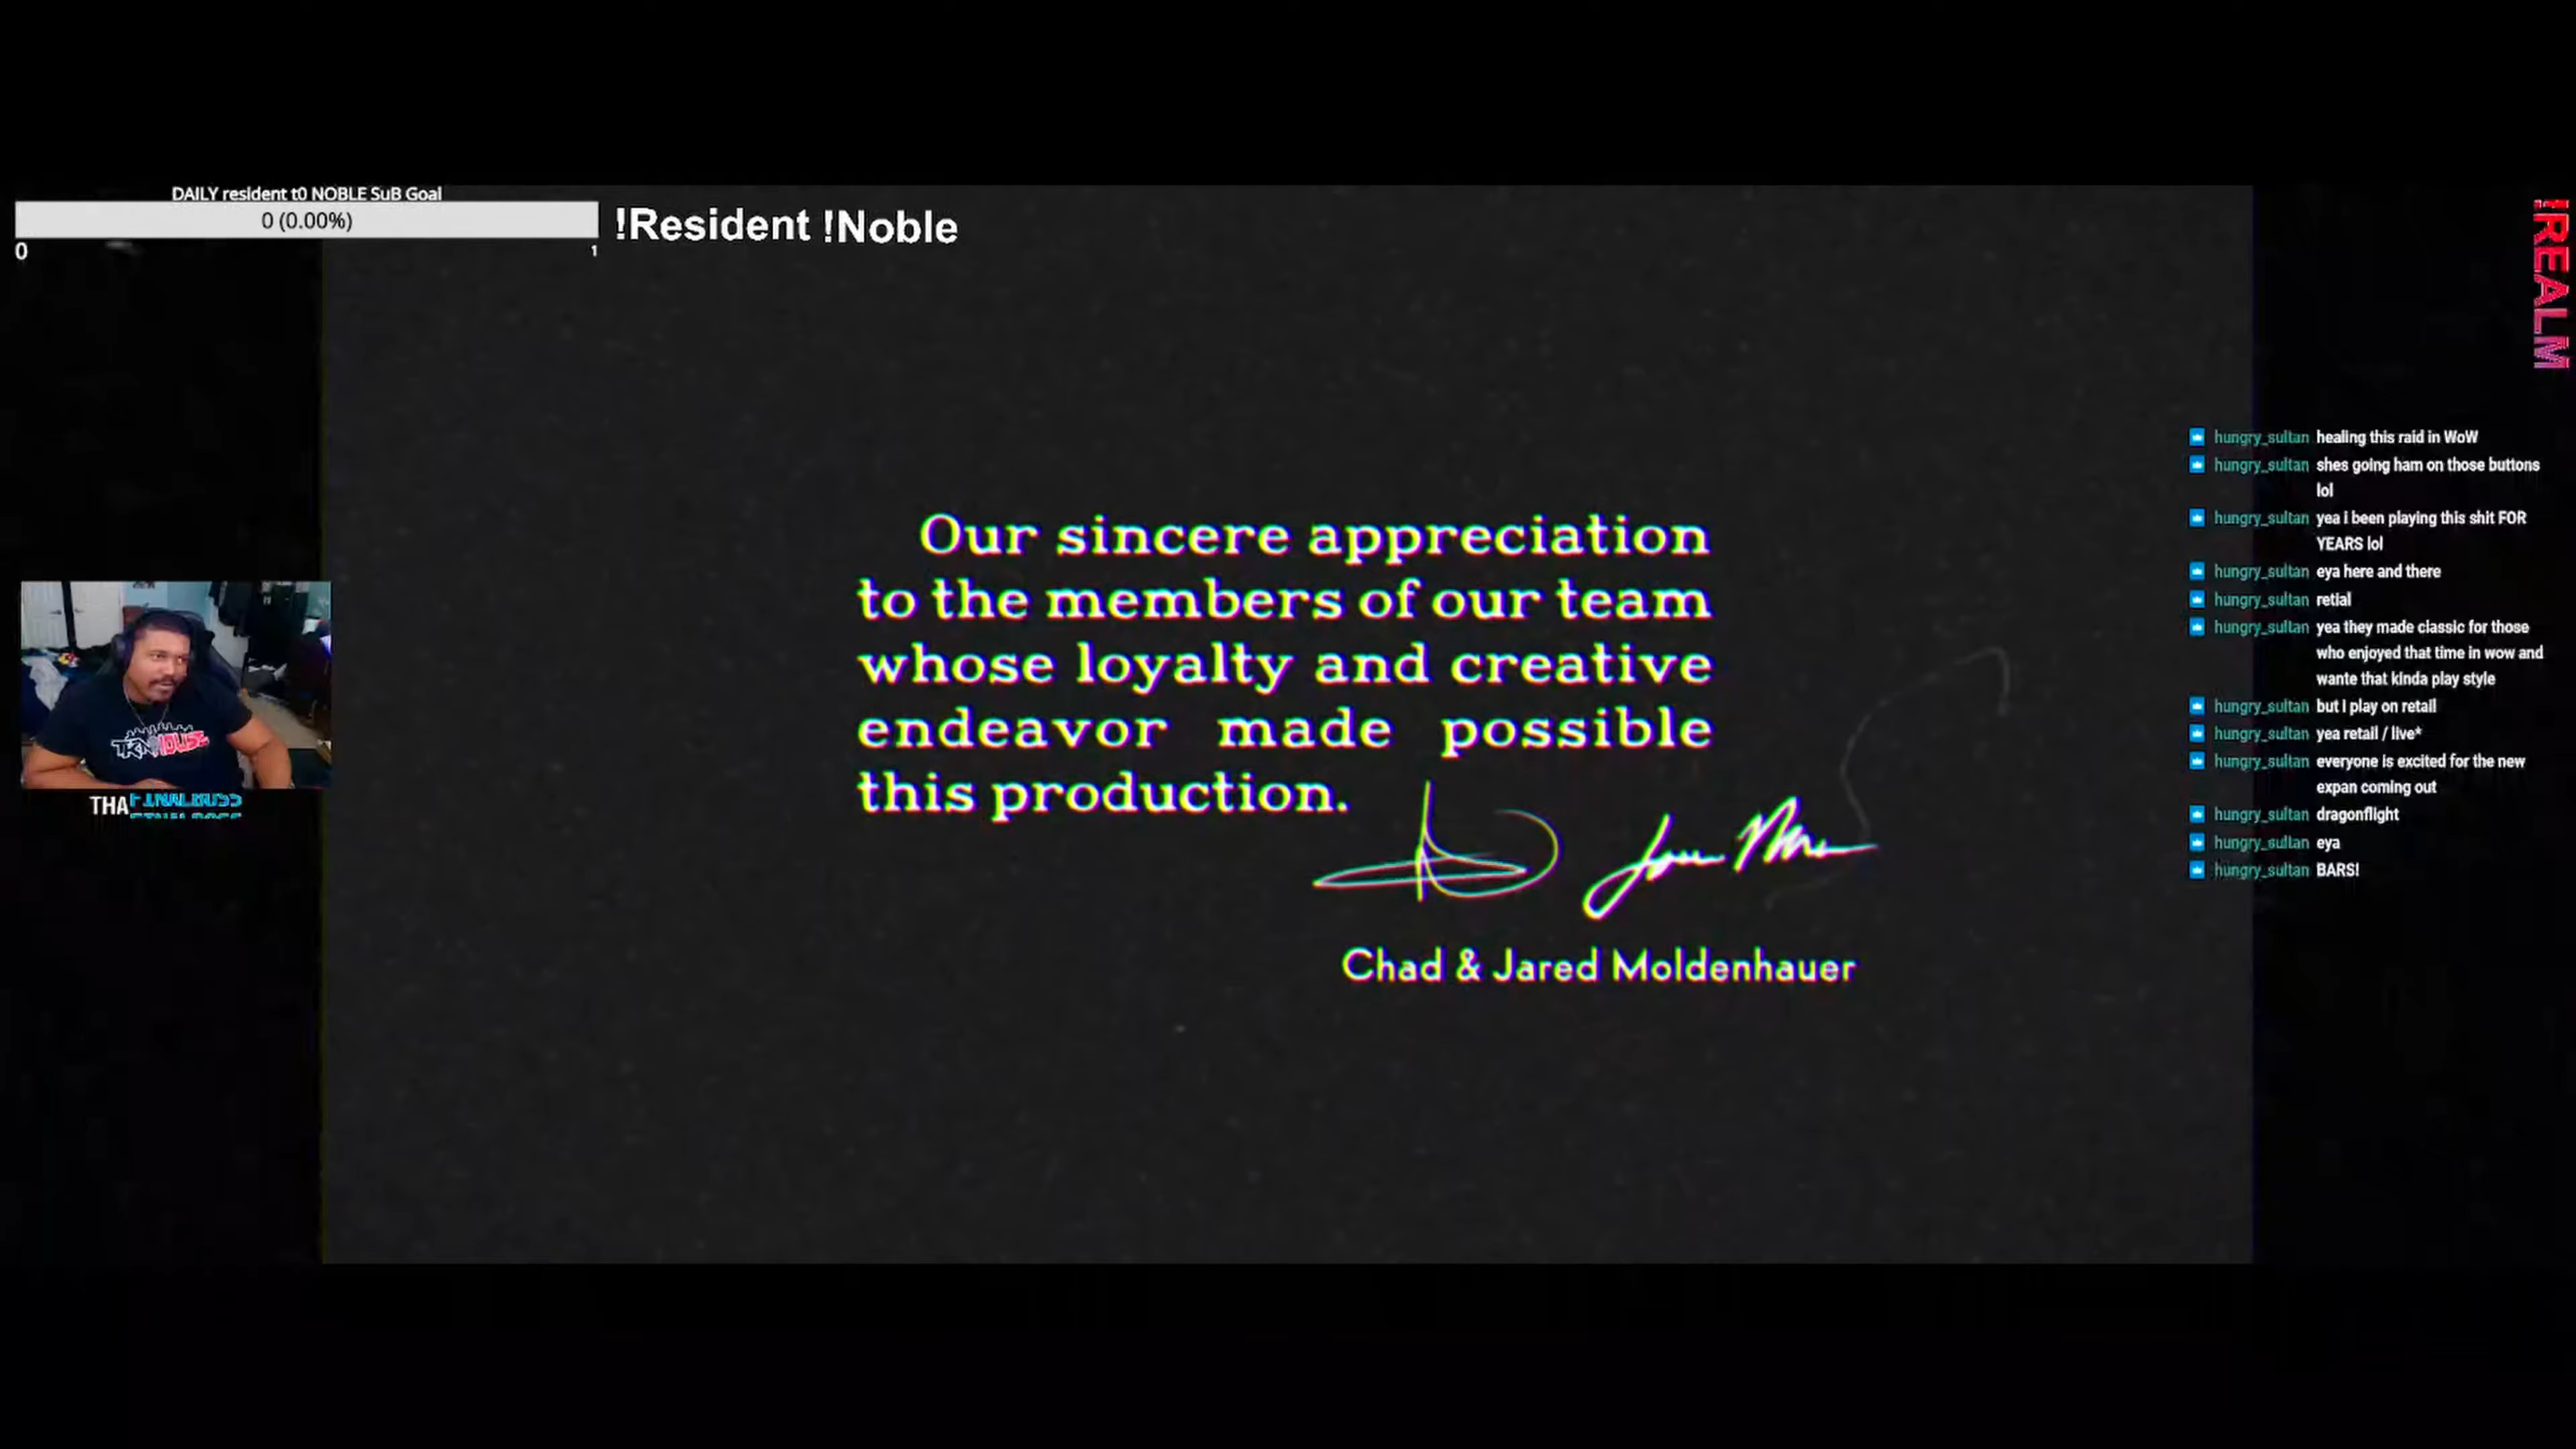 DAILY resident t0 NOBLE SuB Goal
0 (0.00%)
0
1
!Resident !Noble
!REALM
Our sincere appreciation
to the members of our team
whose loyalty and creative
endeavor made possible
this production.
Chad & Jared Moldenhauer
THAFINALBOSS
hungry_sultan healing this raid in WoW
hungry_sultan shes going ham on those buttons
lol
hungry_sultan yea i been playing this shit FOR
YEARS lol
hungry_sultan eya here and there
hungry_sultan retial
hungry_sultan yea they made classic for those
who enjoyed that time in wow and
wante that kinda play style
hungry_sultan but I play on retail
hungry_sultan yea retail / live*
hungry_sultan everyone is excited for the new
expan coming out
hungry_sultan dragonflight
hungry_sultan eya
hungry_sultan BARS!